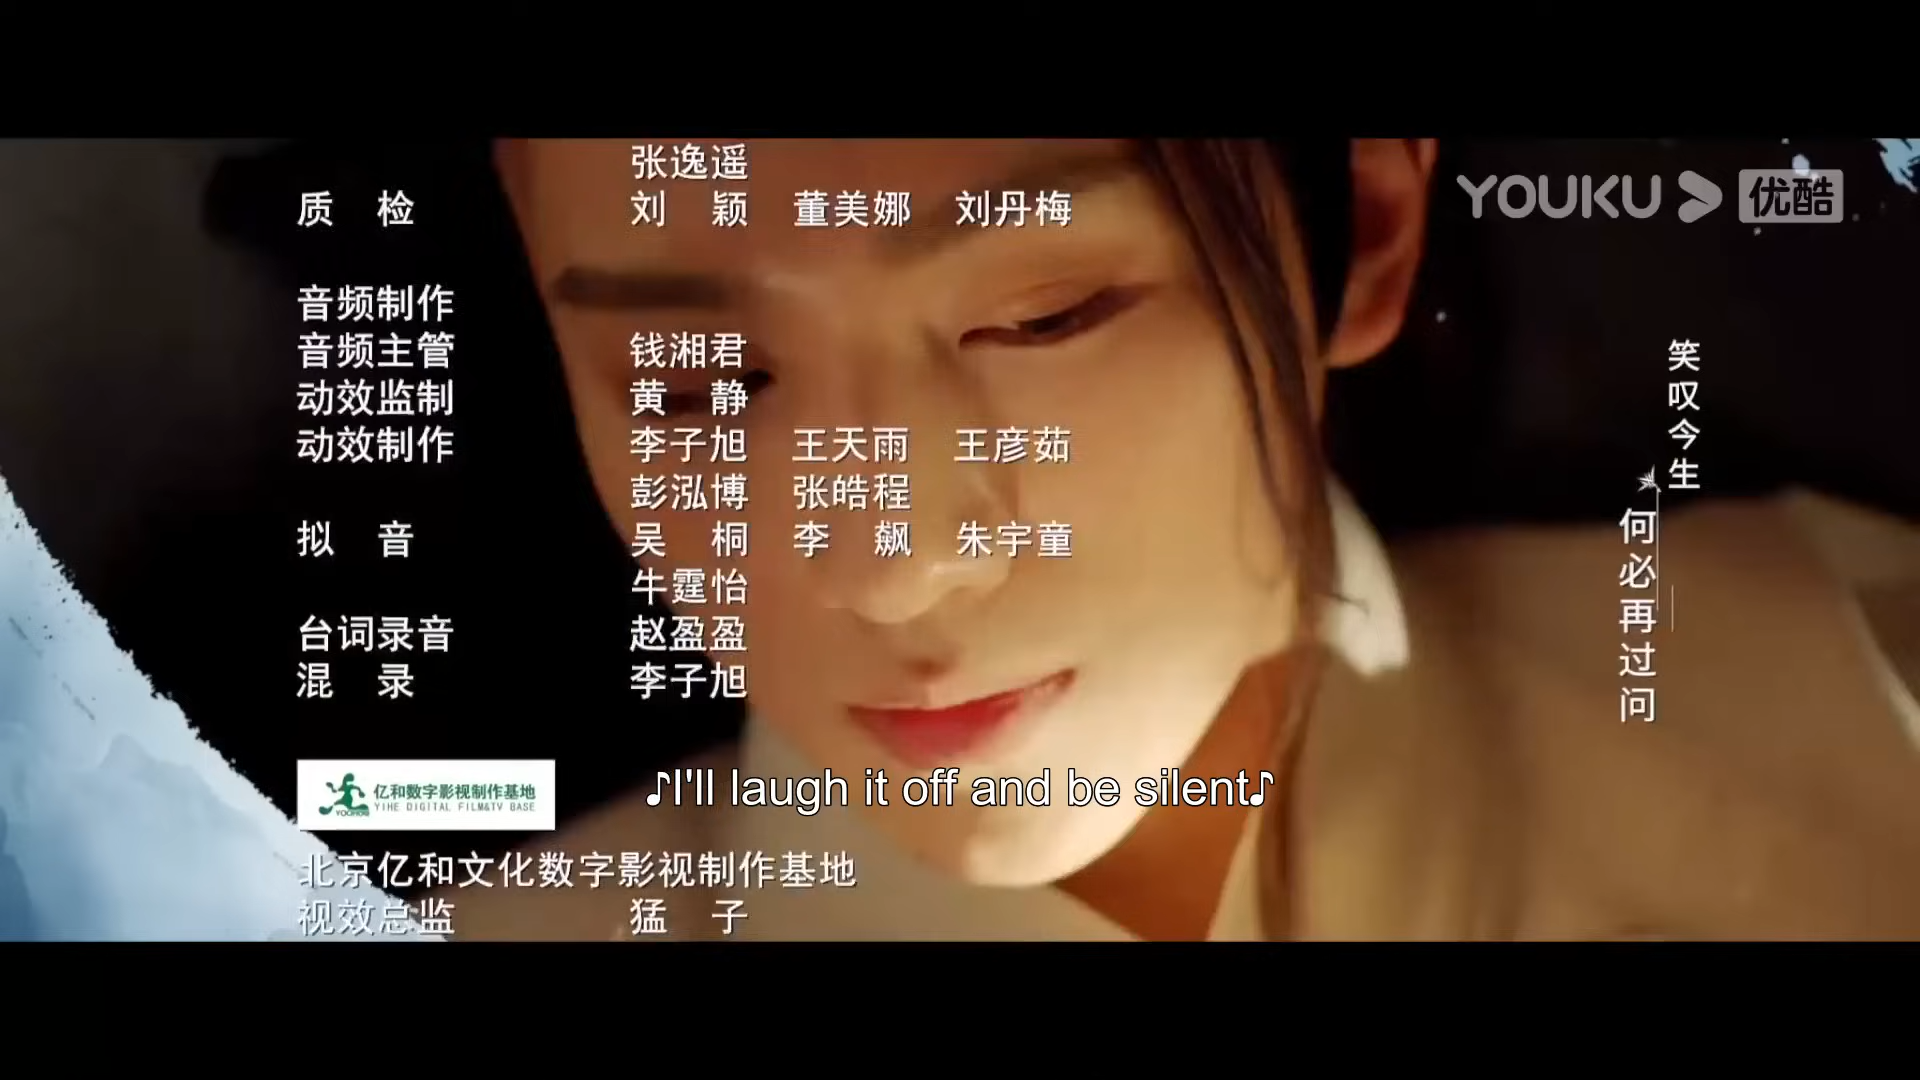 张逸遥
质 检 刘 颖 董美娜 刘丹梅
YOUKU 优酷
音频制作
音频主管 钱湘君
动效监制 黄 静
动效制作 李子旭 王天雨 王彦茹
彭泓博 张皓程
拟 音 吴 桐 李 飙 朱宇童
牛霆怡
台词录音 赵盈盈
混 录 李子旭
笑叹今生
何必再过问
亿和数字影视制作基地
YIHE DIGITAL FILM&TV BASE
♪I'll laugh it off and be silent♪
北京亿和文化数字影视制作基地
视效总监 猛 子